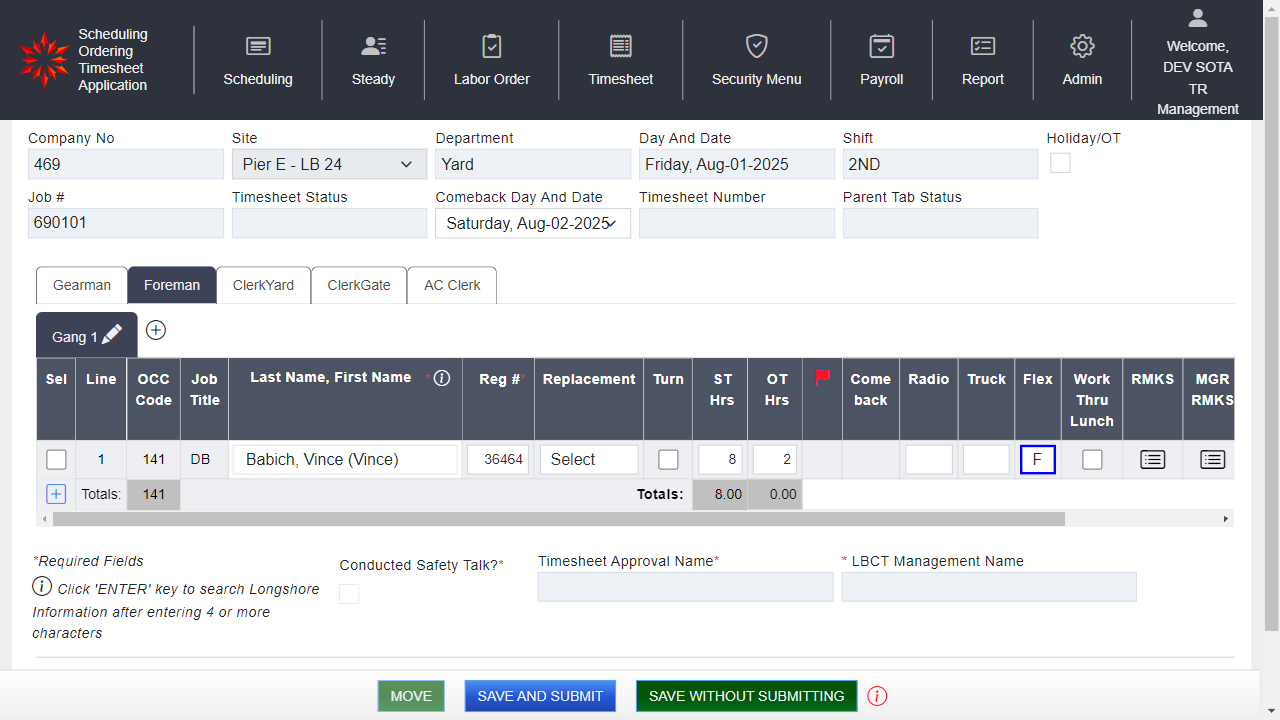 Scheduling
Ordering
Timesheet
Application
Scheduling
Steady
Labor Order
Timesheet
Security Menu
Payroll
Report
Admin
Welcome,
DEV SOTA
TR
Management
Company No
Site
Department
Day And Date
Shift
Holiday/OT
469
Pier E - LB 24
Yard
Friday, Aug-01-2025
2ND
Job #
Timesheet Status
Comeback Day And Date
Timesheet Number
Parent Tab Status
690101
Saturday, Aug-02-2025
Gearman
Foreman
ClerkYard
ClerkGate
AC Clerk
Gang 1
Sel
Line
OCC
Code
Job
Title
Last Name, First Name *
Reg #*
Replacement
Turn
ST
Hrs
OT
Hrs
Come
back
Radio
Truck
Flex
Work
Thru
Lunch
RMKS
MGR
RMKS
1
141
DB
Babich, Vince (Vince)
36464
Select
8
2
F
Totals:
141
Totals:
8.00
0.00
*Required Fields
Click 'ENTER' key to search Longshore
Information after entering 4 or more
characters
Conducted Safety Talk?*
Timesheet Approval Name*
* LBCT Management Name
MOVE
SAVE AND SUBMIT
SAVE WITHOUT SUBMITTING